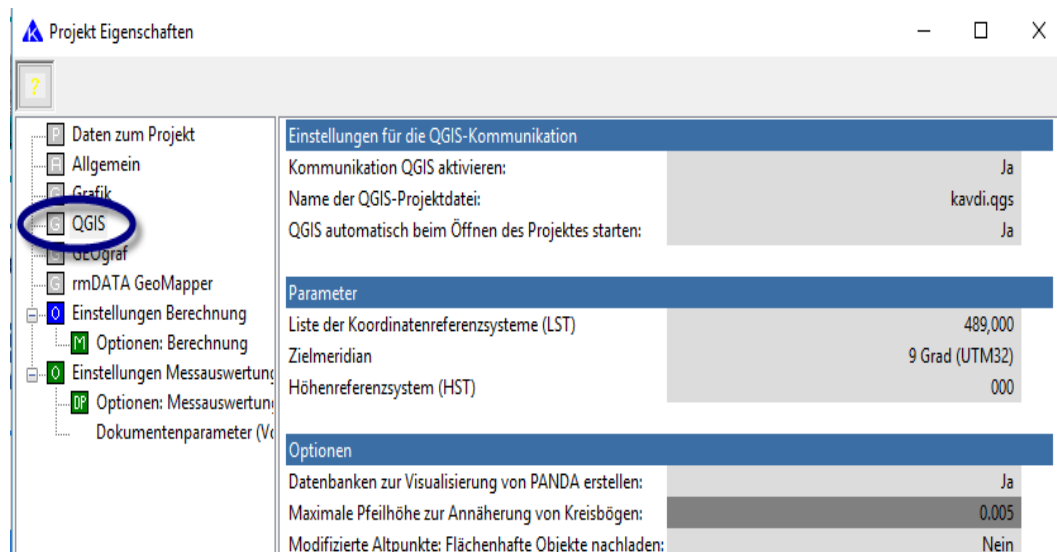 Projekt Eigenschaften
?
P Daten zum Projekt
A Allgemein
G Grafik
G QGIS
G GEOgraf
G rmDATA GeoMapper
O Einstellungen Berechnung
M Optionen: Berechnung
O Einstellungen Messauswertung
DP Optionen: Messauswertung
Dokumentenparameter (Vo
Einstellungen für die QGIS-Kommunikation
Kommunikation QGIS aktivieren: Ja
Name der QGIS-Projektdatei: kavdi.qgs
QGIS automatisch beim Öffnen des Projektes starten: Ja
Parameter
Liste der Koordinatenreferenzsysteme (LST) 489,000
Zielmeridian 9 Grad (UTM32)
Höhenreferenzsystem (HST) 000
Optionen
Datenbanken zur Visualisierung von PANDA erstellen: Ja
Maximale Pfeilhöhe zur Annäherung von Kreisbögen: 0.005
Modifizierte Altpunkte: Flächenhafte Objekte nachladen: Nein